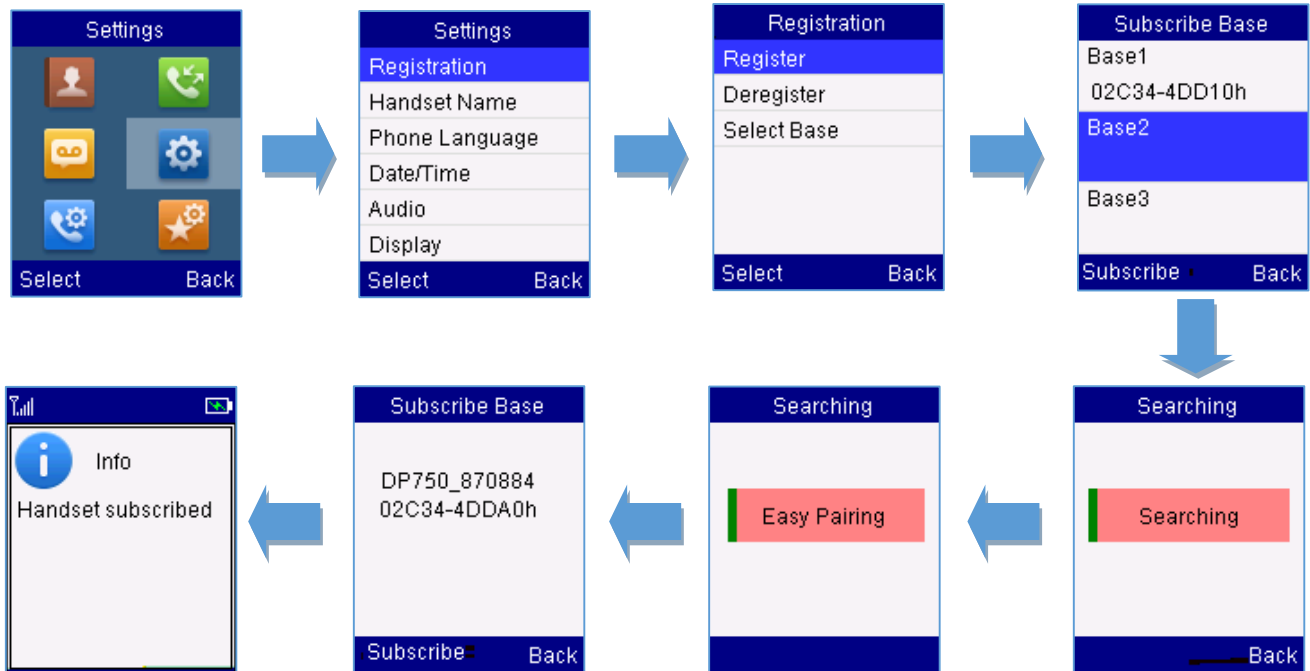 Settings
Select Back
Settings
Registration
Handset Name
Phone Language
Date/Time
Audio
Display
Select Back
Registration
Register
Deregister
Select Base
Select Back
Subscribe Base
Base1
02C34-4DD10h
Base2
Base3
Subscribe Back
Searching
Searching
Back
Searching
Easy Pairing
Subscribe Base
DP750_870884
02C34-4DDA0h
Subscribe Back
Info
Handset subscribed